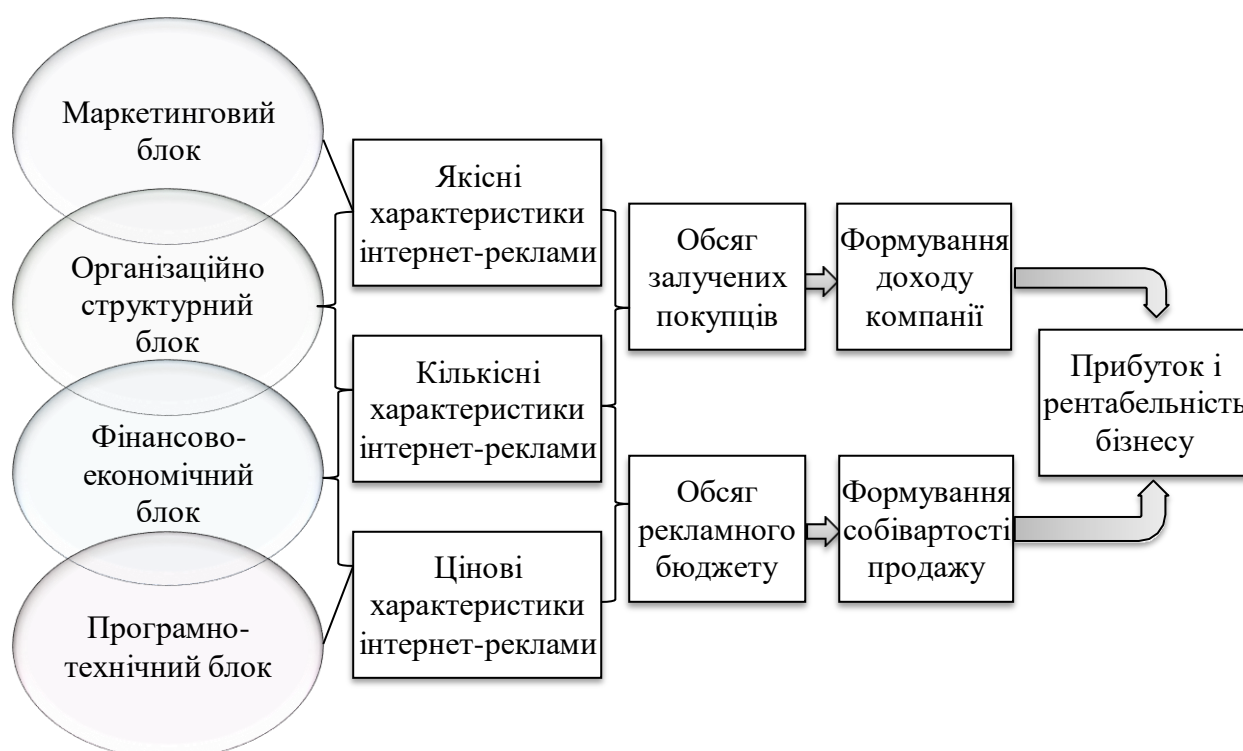 Маркетинговий
блок
Організаційно
структурний
блок
Фінансово-
економічний
блок
Програмно-
технічний блок
Якісні
характеристики
інтернет-реклами
Кількісні
характеристики
інтернет-реклами
Цінові
характеристики
інтернет-реклами
Обсяг
залучених
покупців
Обсяг
рекламного
бюджету
Формування
доходу
компанії
Формування
собівартості
продажу
Прибуток і
рентабельність
бізнесу